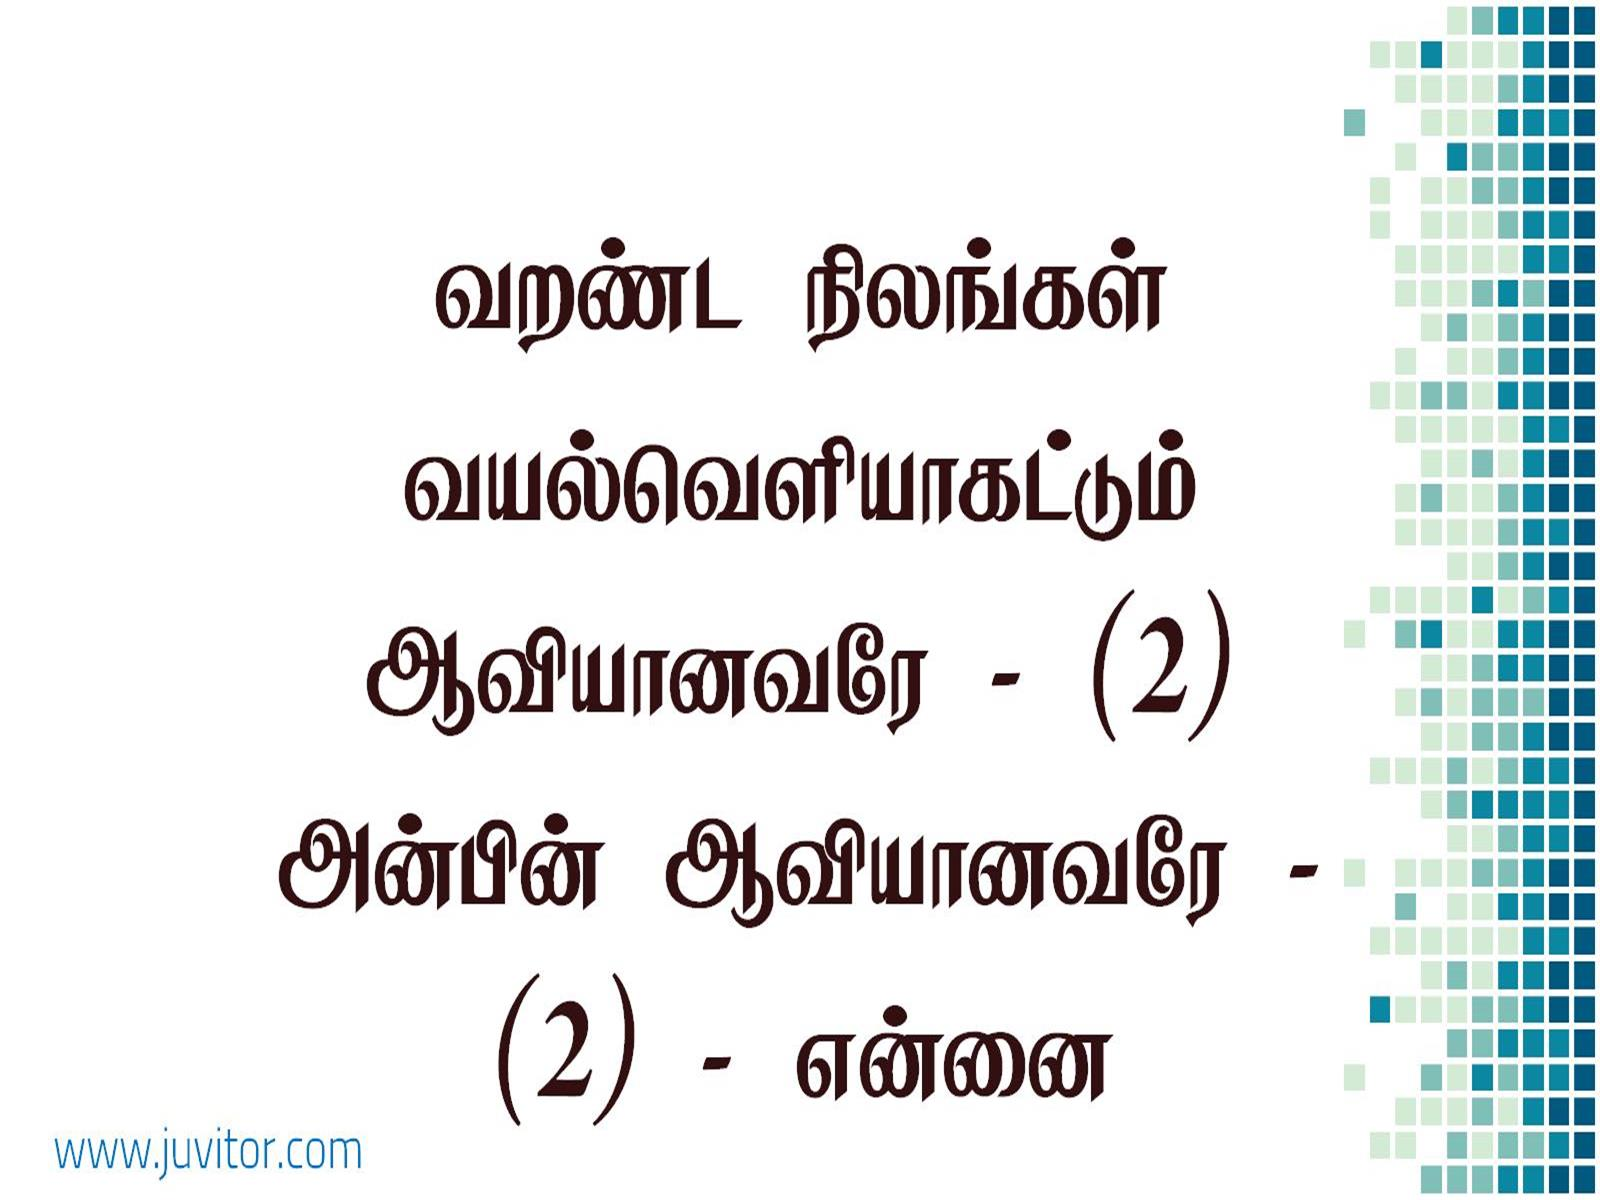 வறண்ட நிலங்கள்
வயல்வெளியாகட்டும்
ஆவியானவரே - (2)
அன்பின் ஆவியானவரே -
(2) - என்னை
www.juvitor.com